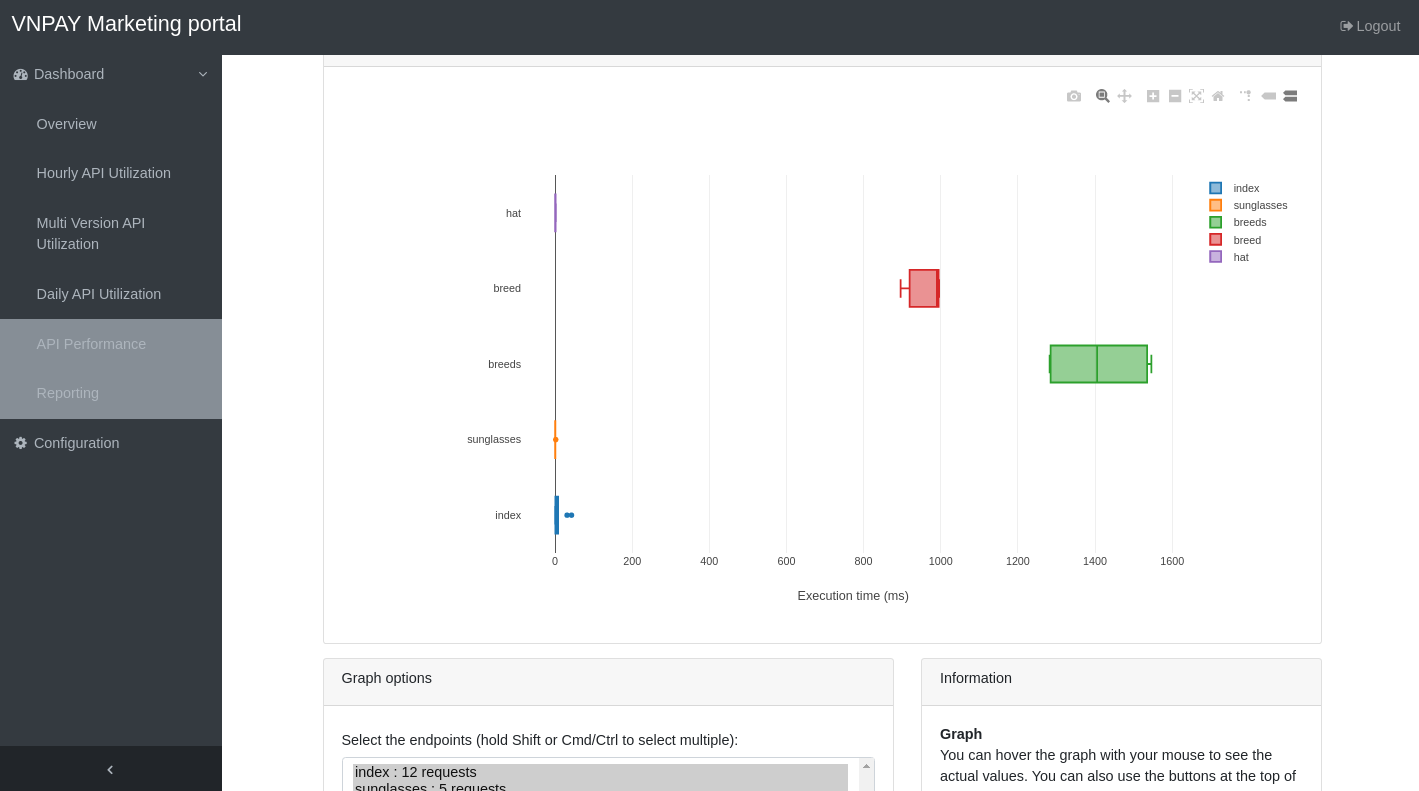 VNPAY Marketing portal
Logout
Dashboard
Overview
Hourly API Utilization
Multi Version API
Utilization
Daily API Utilization
API Performance
Reporting
Configuration
index
sunglasses
breeds
breed
hat
hat
breed
breeds
sunglasses
index
0 200 400 600 800 1000 1200 1400 1600
Execution time (ms)
Graph options
Select the endpoints (hold Shift or Cmd/Ctrl to select multiple):
index : 12 requests
sunglasses : 5 requests
Information
Graph
You can hover the graph with your mouse to see the
actual values. You can also use the buttons at the top of